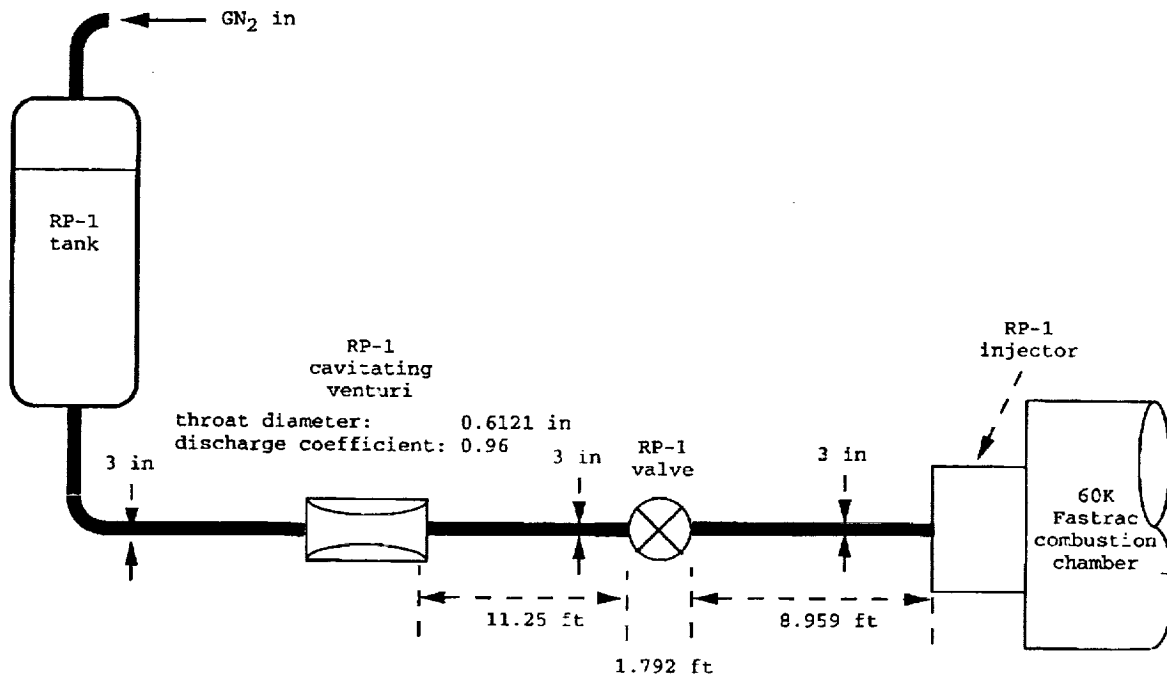 GN2 in
RP-1
tank
RP-1
cavitating
venturi
throat diameter: 0.6121 in
discharge coefficient: 0.96
3 in
3 in
RP-1
valve
3 in
RP-1
injector
60K
Fastrac
combustion
chamber
11.25 ft
8.959 ft
1.792 ft